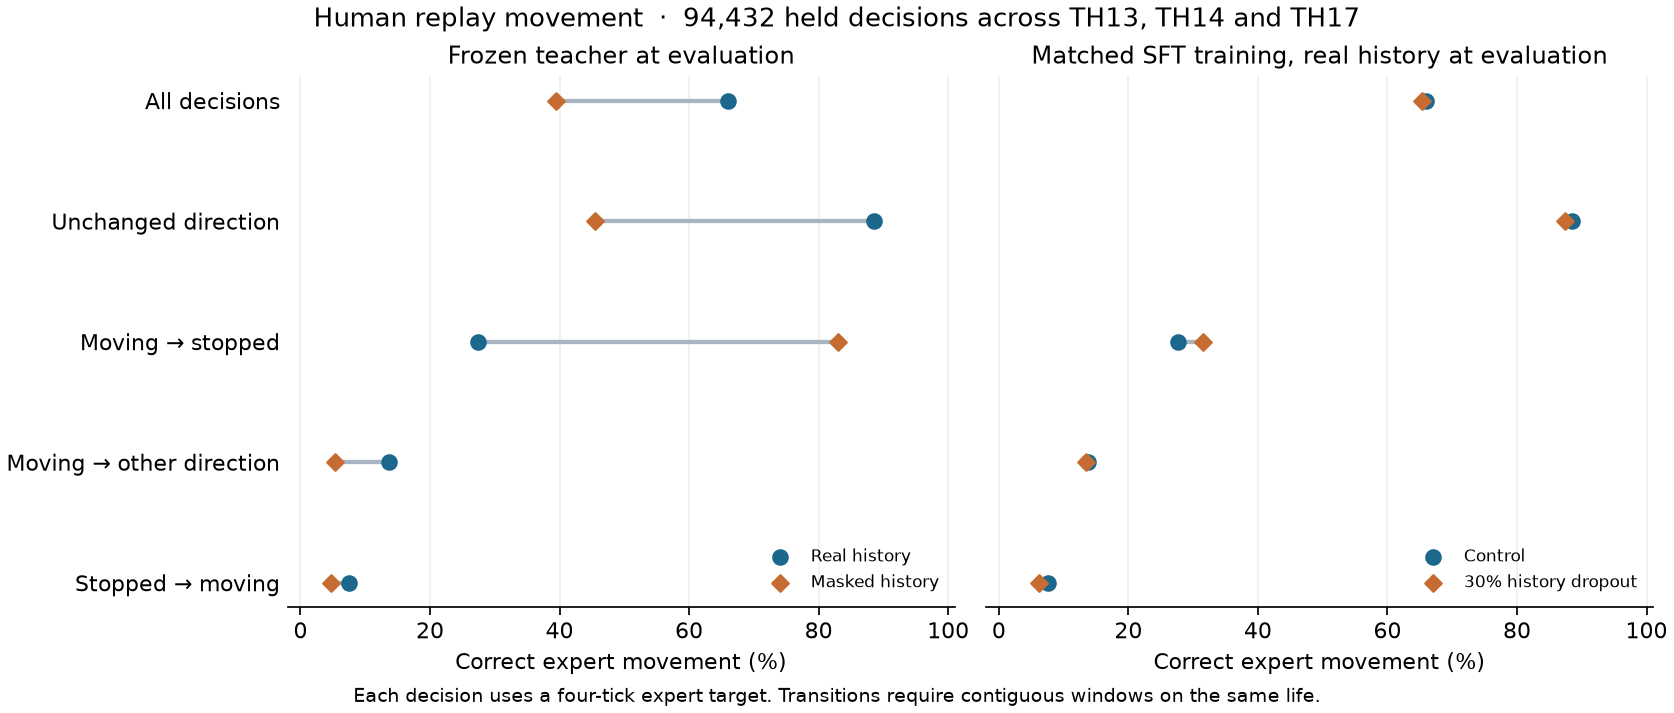 Human replay movement · 94,432 held decisions across TH13, TH14 and TH17
Frozen teacher at evaluation
Matched SFT training, real history at evaluation
All decisions
Unchanged direction
Moving → stopped
Moving → other direction
Stopped → moving
Real history
Masked history
Control
30% history dropout
0 20 40 60 80 100
0 20 40 60 80 100
Correct expert movement (%)
Correct expert movement (%)
Each decision uses a four-tick expert target. Transitions require contiguous windows on the same life.